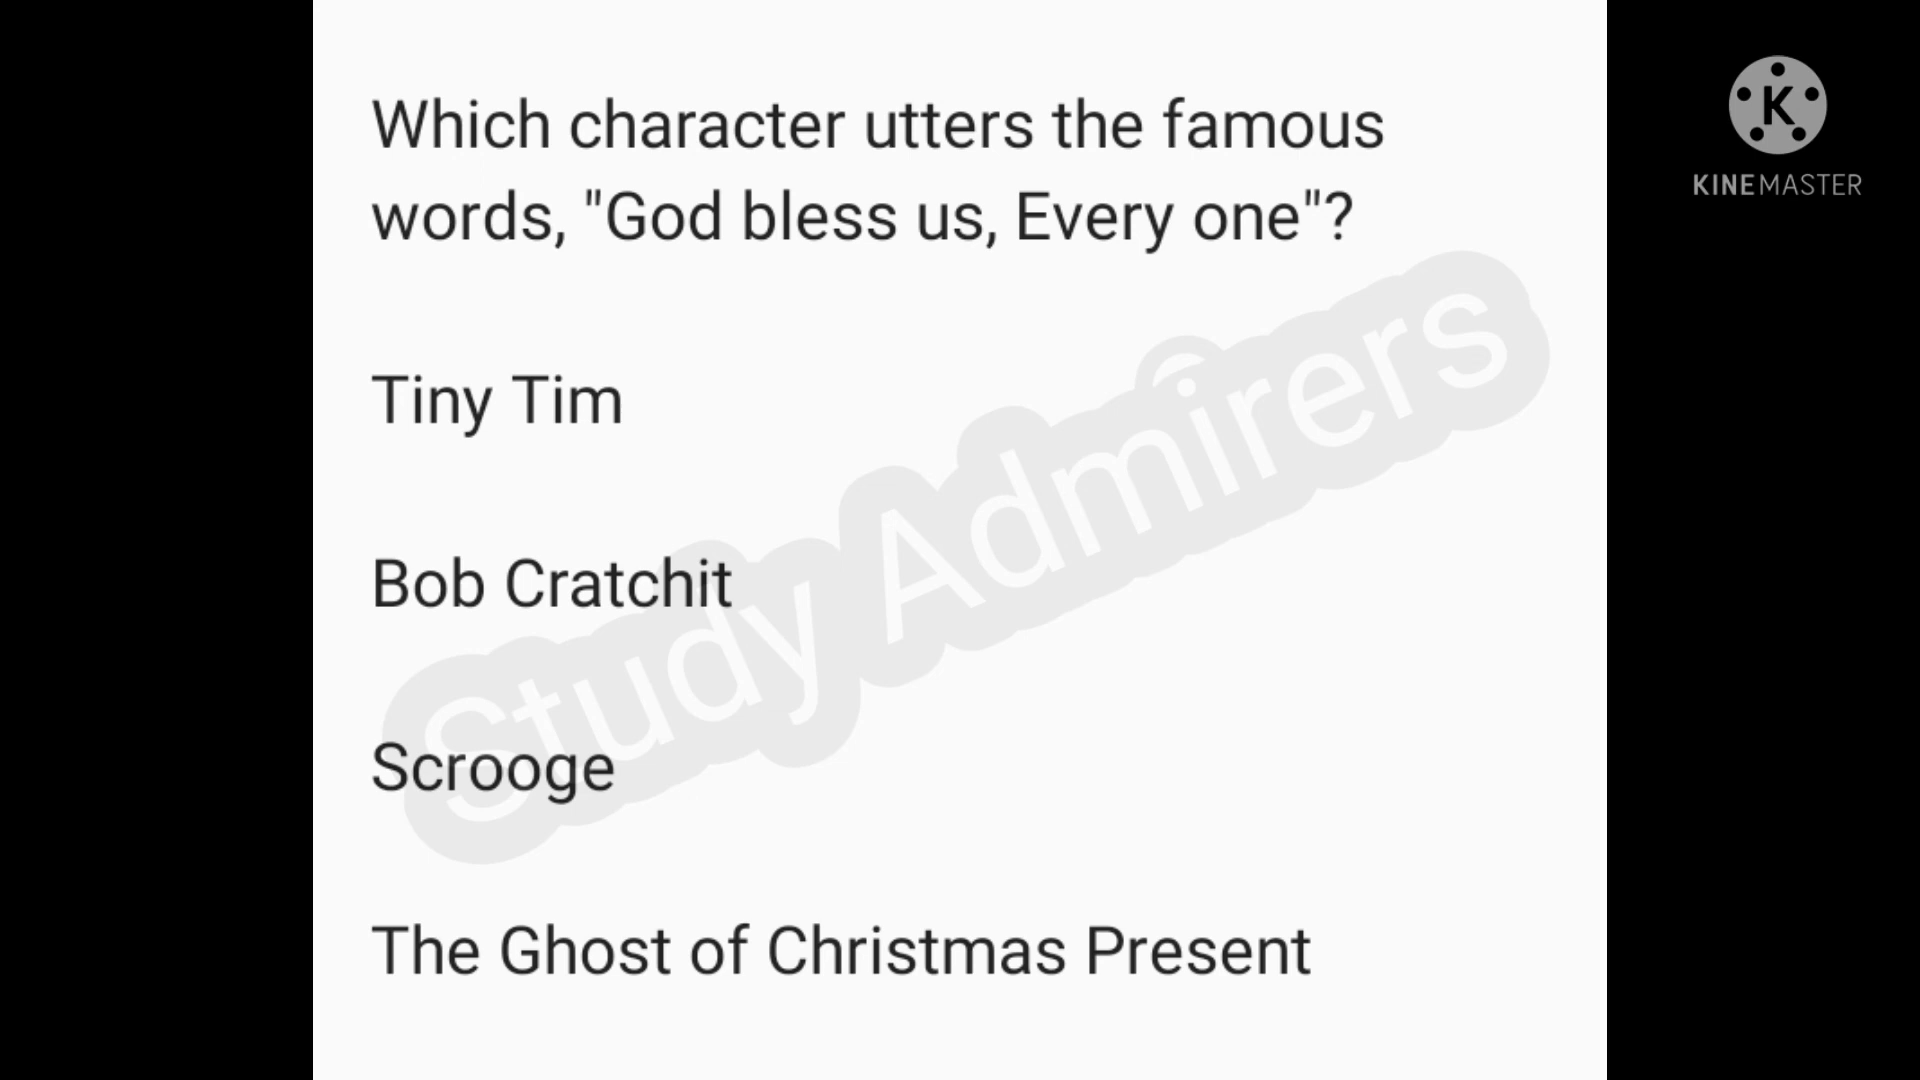 Which character utters the famous
words, "God bless us, Every one"?
Tiny Tim
Bob Cratchit
Scrooge
The Ghost of Christmas Present
Study Admirers
K
KINEMASTER